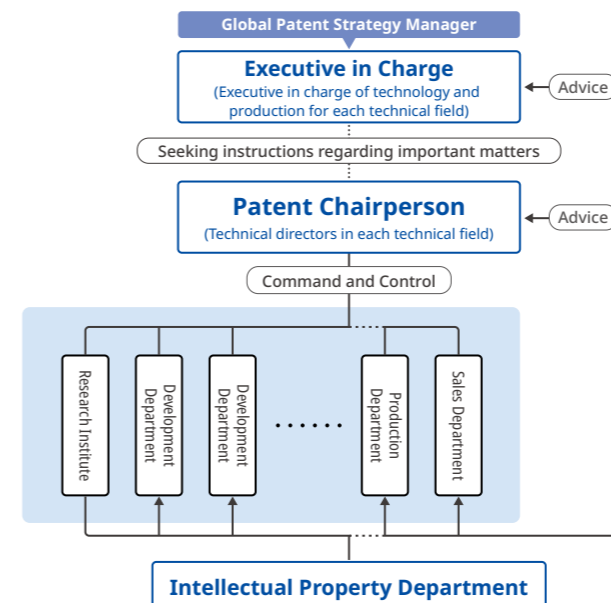 Global Patent Strategy Manager
Executive in Charge
(Executive in charge of technology and
production for each technical field)
Advice
Seeking instructions regarding important matters
Patent Chairperson
(Technical directors in each technical field)
Advice
Command and Control
Research Institute
Development
Department
Development
Department
......
Production
Department
Sales Department
Intellectual Property Department